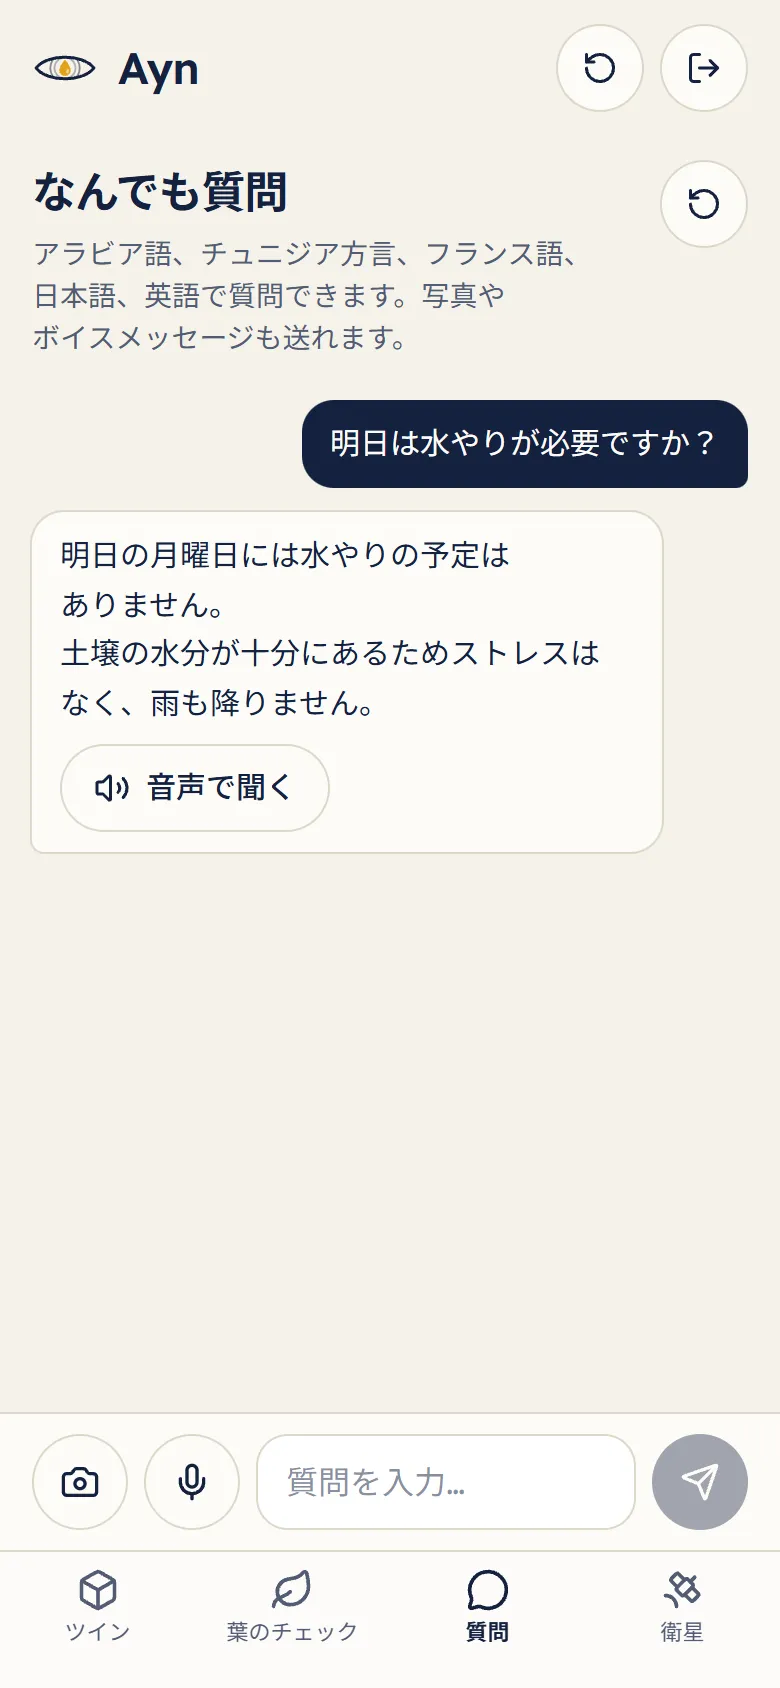 Ayn
なんでも質問
アラビア語、チュニジア方言、フランス語、
日本語、英語で質問できます。写真や
ボイスメッセージも送れます。
明日は水やりが必要ですか？
明日の月曜日には水やりの予定は
ありません。
土壌の水分が十分にあるためストレスは
なく、雨も降りません。
音声で聞く
質問を入力…
ツイン
葉のチェック
質問
衛星